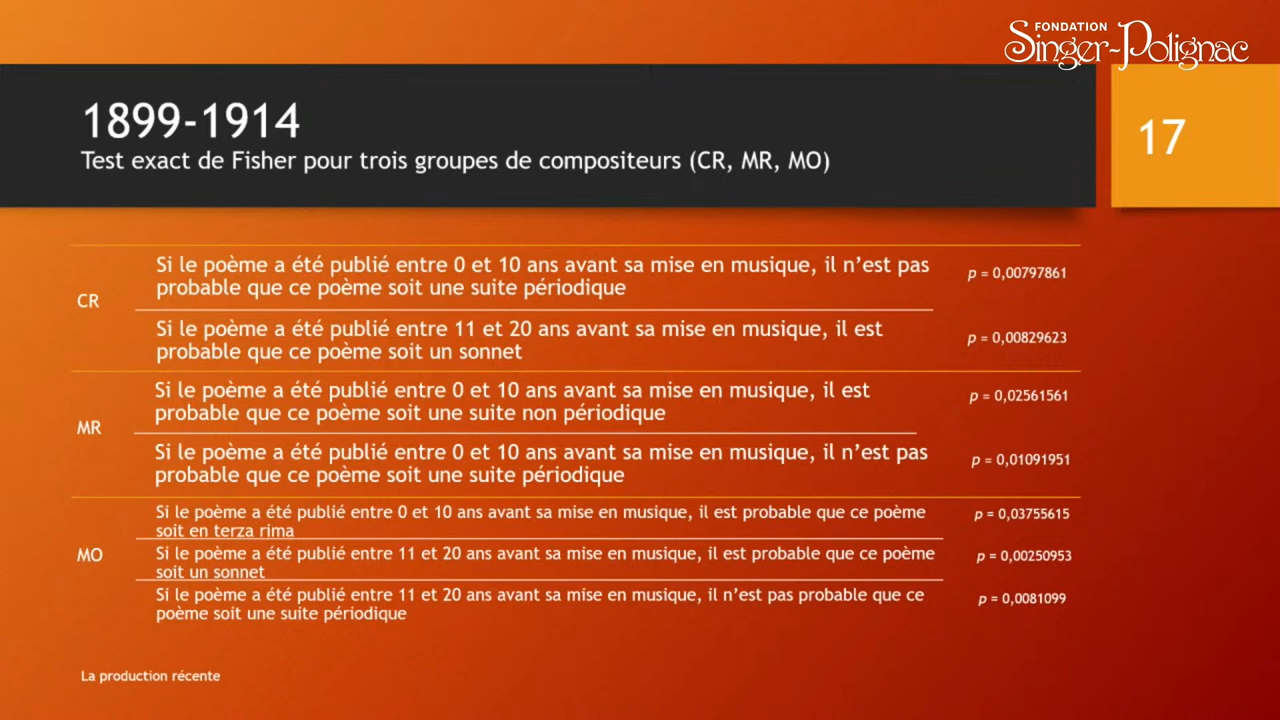 FONDATION
Singer-Polignac
1899-1914
17
Test exact de Fisher pour trois groupes de compositeurs (CR, MR, MO)
CR
Si le poème a été publié entre 0 et 10 ans avant sa mise en musique, il n’est pas
probable que ce poème soit une suite périodique
p = 0,00797861
Si le poème a été publié entre 11 et 20 ans avant sa mise en musique, il est
probable que ce poème soit un sonnet
p = 0,00829623
MR
Si le poème a été publié entre 0 et 10 ans avant sa mise en musique, il est
probable que ce poème soit une suite non périodique
p = 0,02561561
Si le poème a été publié entre 0 et 10 ans avant sa mise en musique, il n’est pas
probable que ce poème soit une suite périodique
p = 0,01091951
MO
Si le poème a été publié entre 0 et 10 ans avant sa mise en musique, il est probable que ce poème
soit en terza rima
p = 0,03755615
Si le poème a été publié entre 11 et 20 ans avant sa mise en musique, il est probable que ce poème
soit un sonnet
p = 0,00250953
Si le poème a été publié entre 11 et 20 ans avant sa mise en musique, il n’est pas probable que ce
poème soit une suite périodique
p = 0,0081099
La production récente